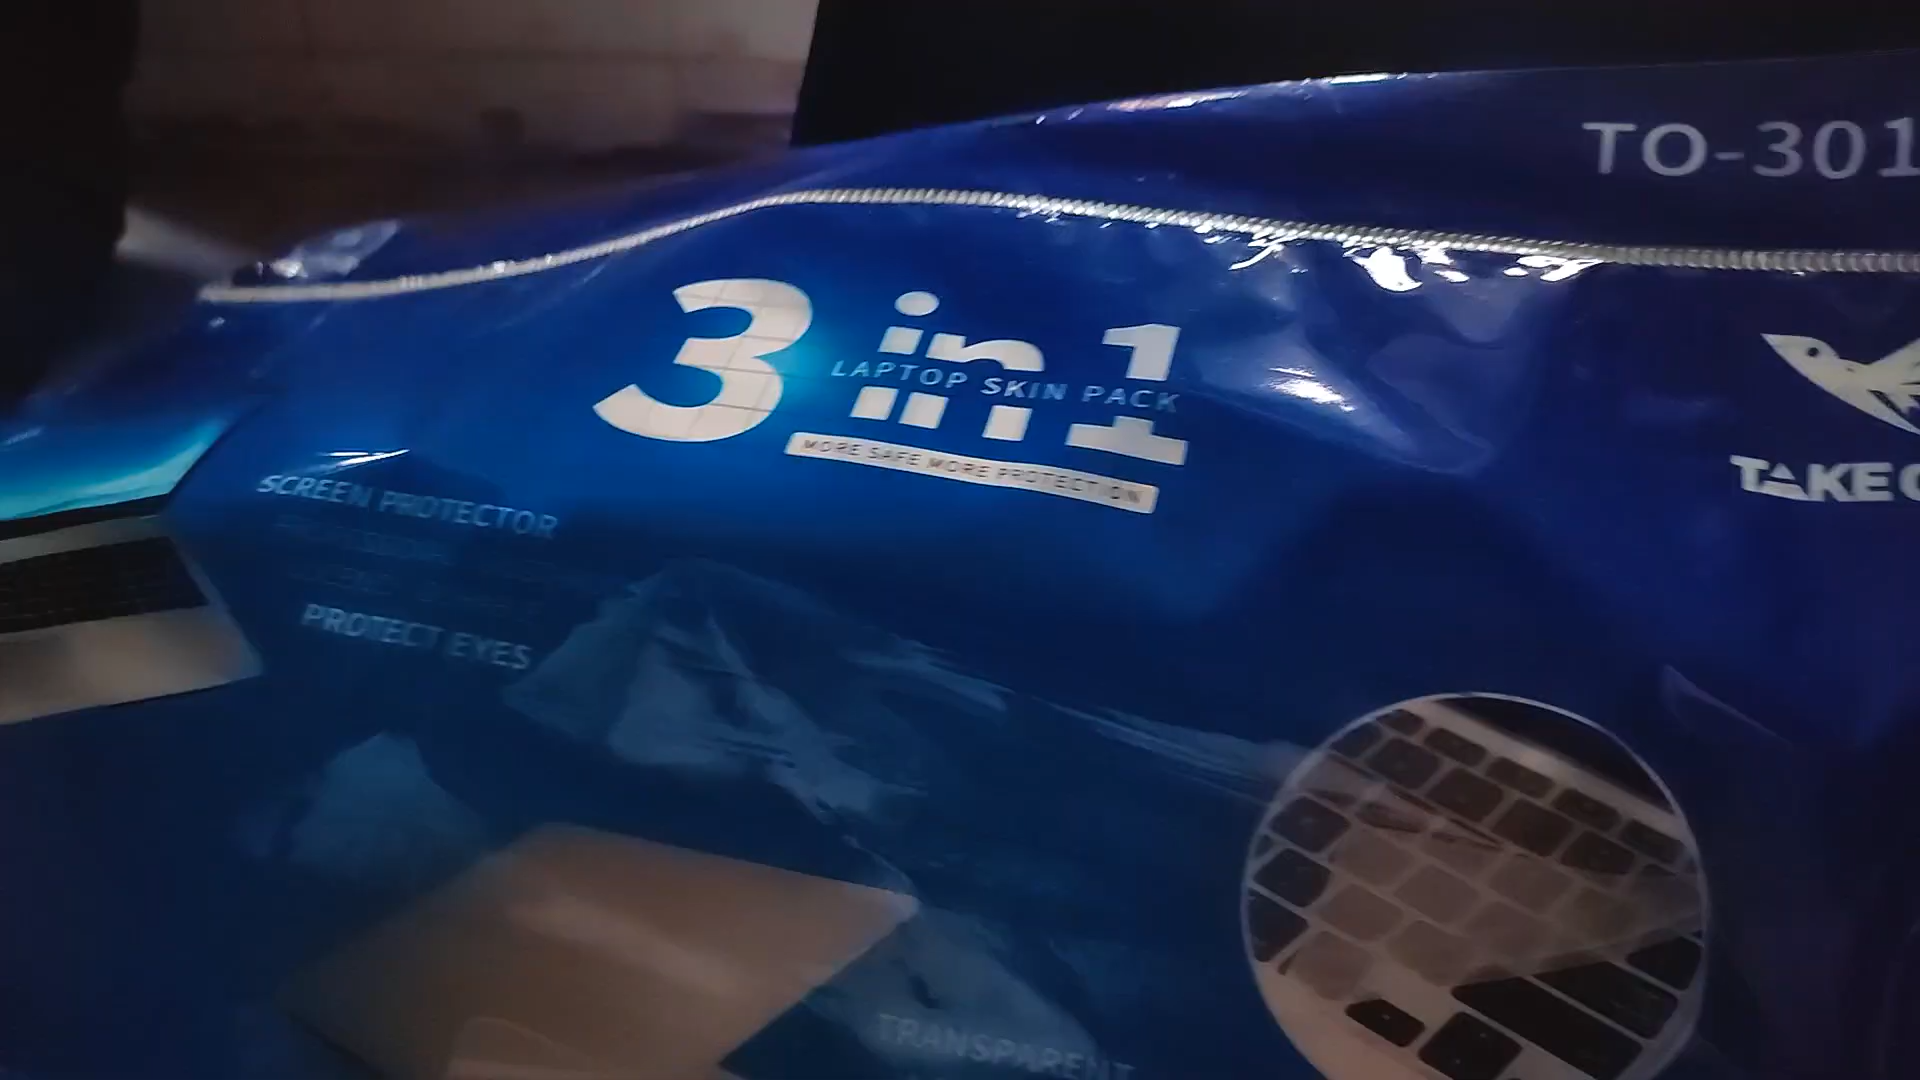 TO-301
3 in 1
LAPTOP SKIN PACK
MORE SAFE MORE PROTECTION
TAKE
SCREEN PROTECTOR
PROTECT EYES
TRANSPARENT